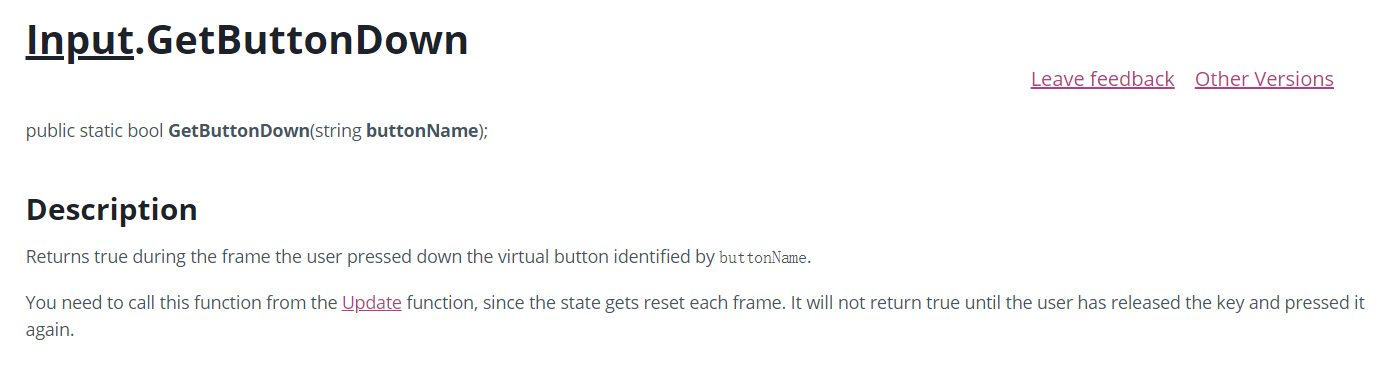 Input.GetButtonDown
Leave feedback Other Versions
public static bool GetButtonDown(string buttonName);
Description
Returns true during the frame the user pressed down the virtual button identified by buttonName.
You need to call this function from the Update function, since the state gets reset each frame. It will not return true until the user has released the key and pressed it
again.